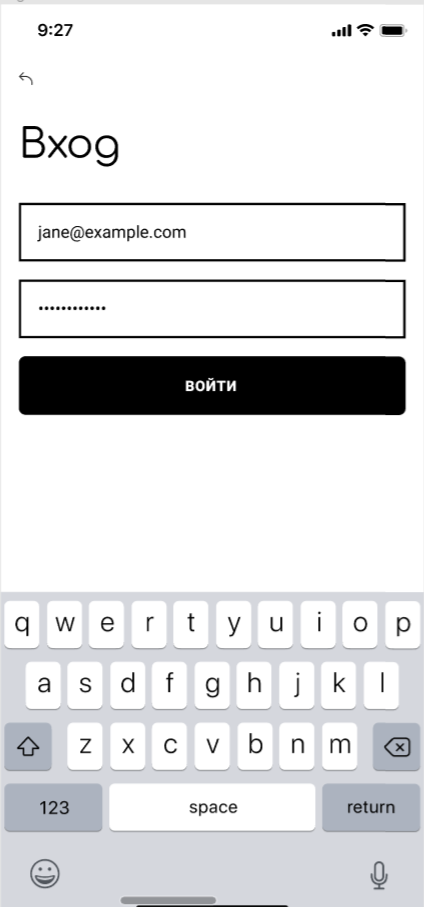 9:27
Вход
jane@example.com
••••••••••••
ВОЙТИ
q w e r t y u i o p
a s d f g h j k l
z x c v b n m
123 space return